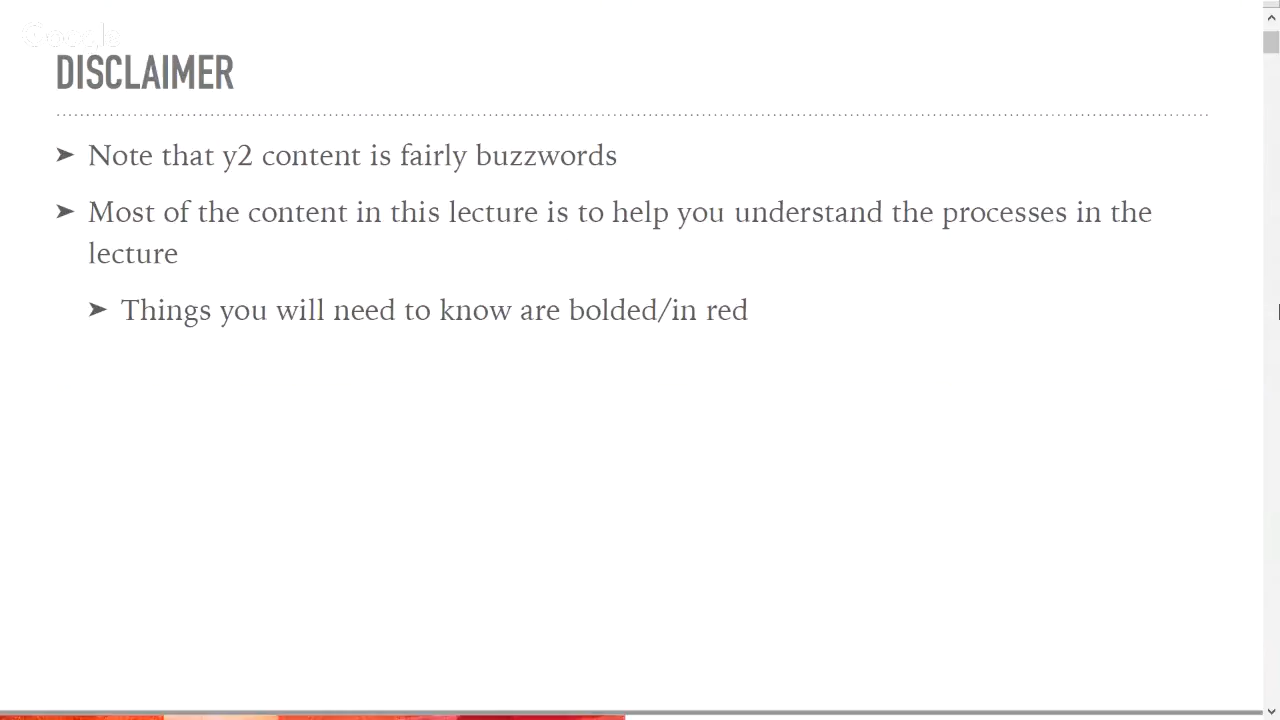 DISCLAIMER
Note that y2 content is fairly buzzwords
Most of the content in this lecture is to help you understand the processes in the
lecture
Things you will need to know are bolded/in red